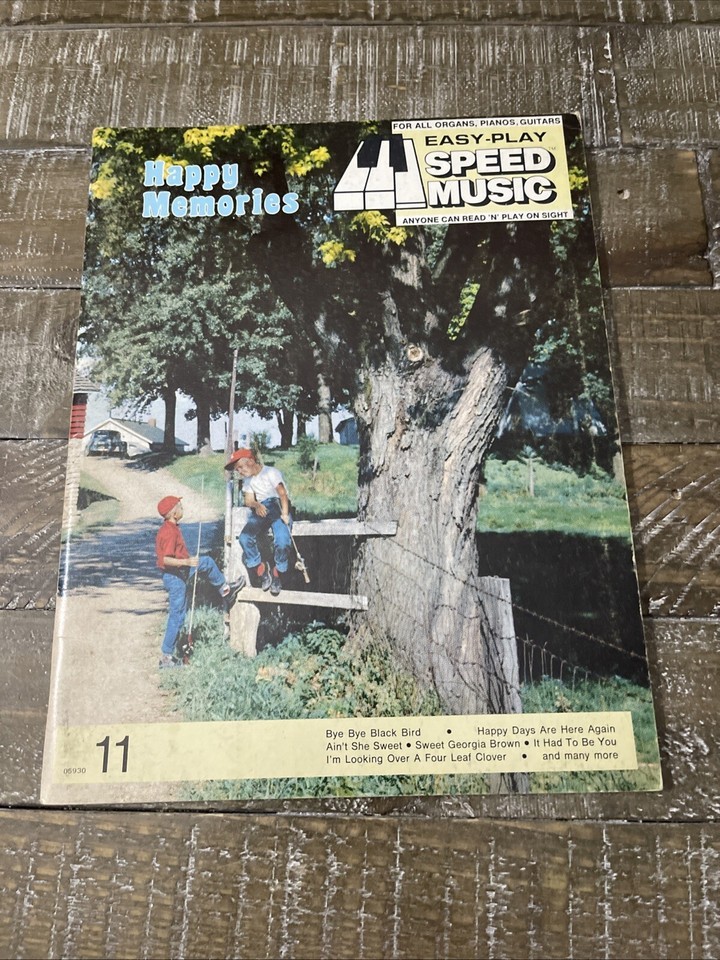 FOR ALL ORGANS, PIANOS, GUITARS
EASY-PLAY
SPEED
MUSIC™
ANYONE CAN READ 'N' PLAY ON SIGHT
Happy
Memories
06930
11
Bye Bye Black Bird • Happy Days Are Here Again
Ain't She Sweet • Sweet Georgia Brown • It Had To Be You
I'm Looking Over A Four Leaf Clover • and many more